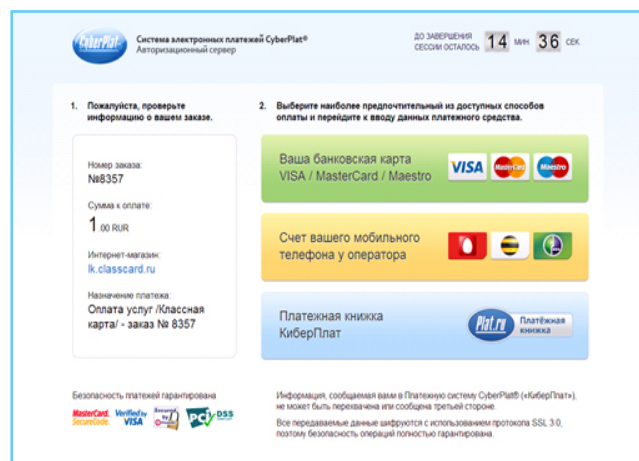 CyberPlat
Система электронных платежей CyberPlat®
Авторизационный сервер
ДО ЗАВЕРШЕНИЯ
СЕССИИ ОСТАЛОСЬ 14 МИН 36 СЕК.
1. Пожалуйста, проверьте
информацию о вашем заказе.
2. Выберите наиболее предпочтительный из доступных способов
оплаты и перейдите к вводу данных платежного средства.
Номер заказа:
№8357
Сумма к оплате:
1.00 RUR
Интернет-магазин:
lk.classcard.ru
Назначение платежа:
Оплата услуг /Классная
карта/ - заказ № 8357
Ваша банковская карта
VISA / MasterCard / Maestro
VISA MasterCard Maestro
Счет вашего мобильного
телефона у оператора
Платежная книжка
КиберПлат
Plat.ru Платёжная
книжка
Безопасность платежей гарантирована
MasterCard.
SecureCode.
Verified by
VISA
PCI DSS
Информация, сообщаемая вами в Платежную систему CyberPlat® («КиберПлат»),
не может быть перехвачена или сообщена третьей стороне.
Все передаваемые данные шифруются с использованием протокола SSL 3.0,
поэтому безопасность операций полностью гарантирована.